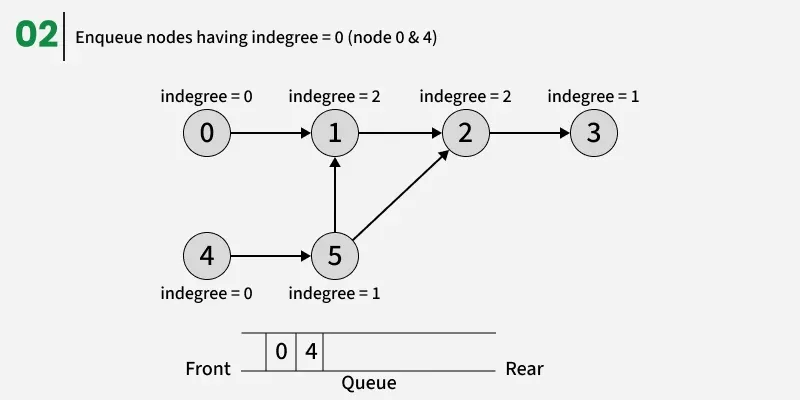 02
Enqueue nodes having indegree = 0 (node 0 & 4)
indegree = 0 indegree = 2 indegree = 2 indegree = 1
0 1 2 3
4 5
indegree = 0 indegree = 1
0 4
Front Rear
Queue